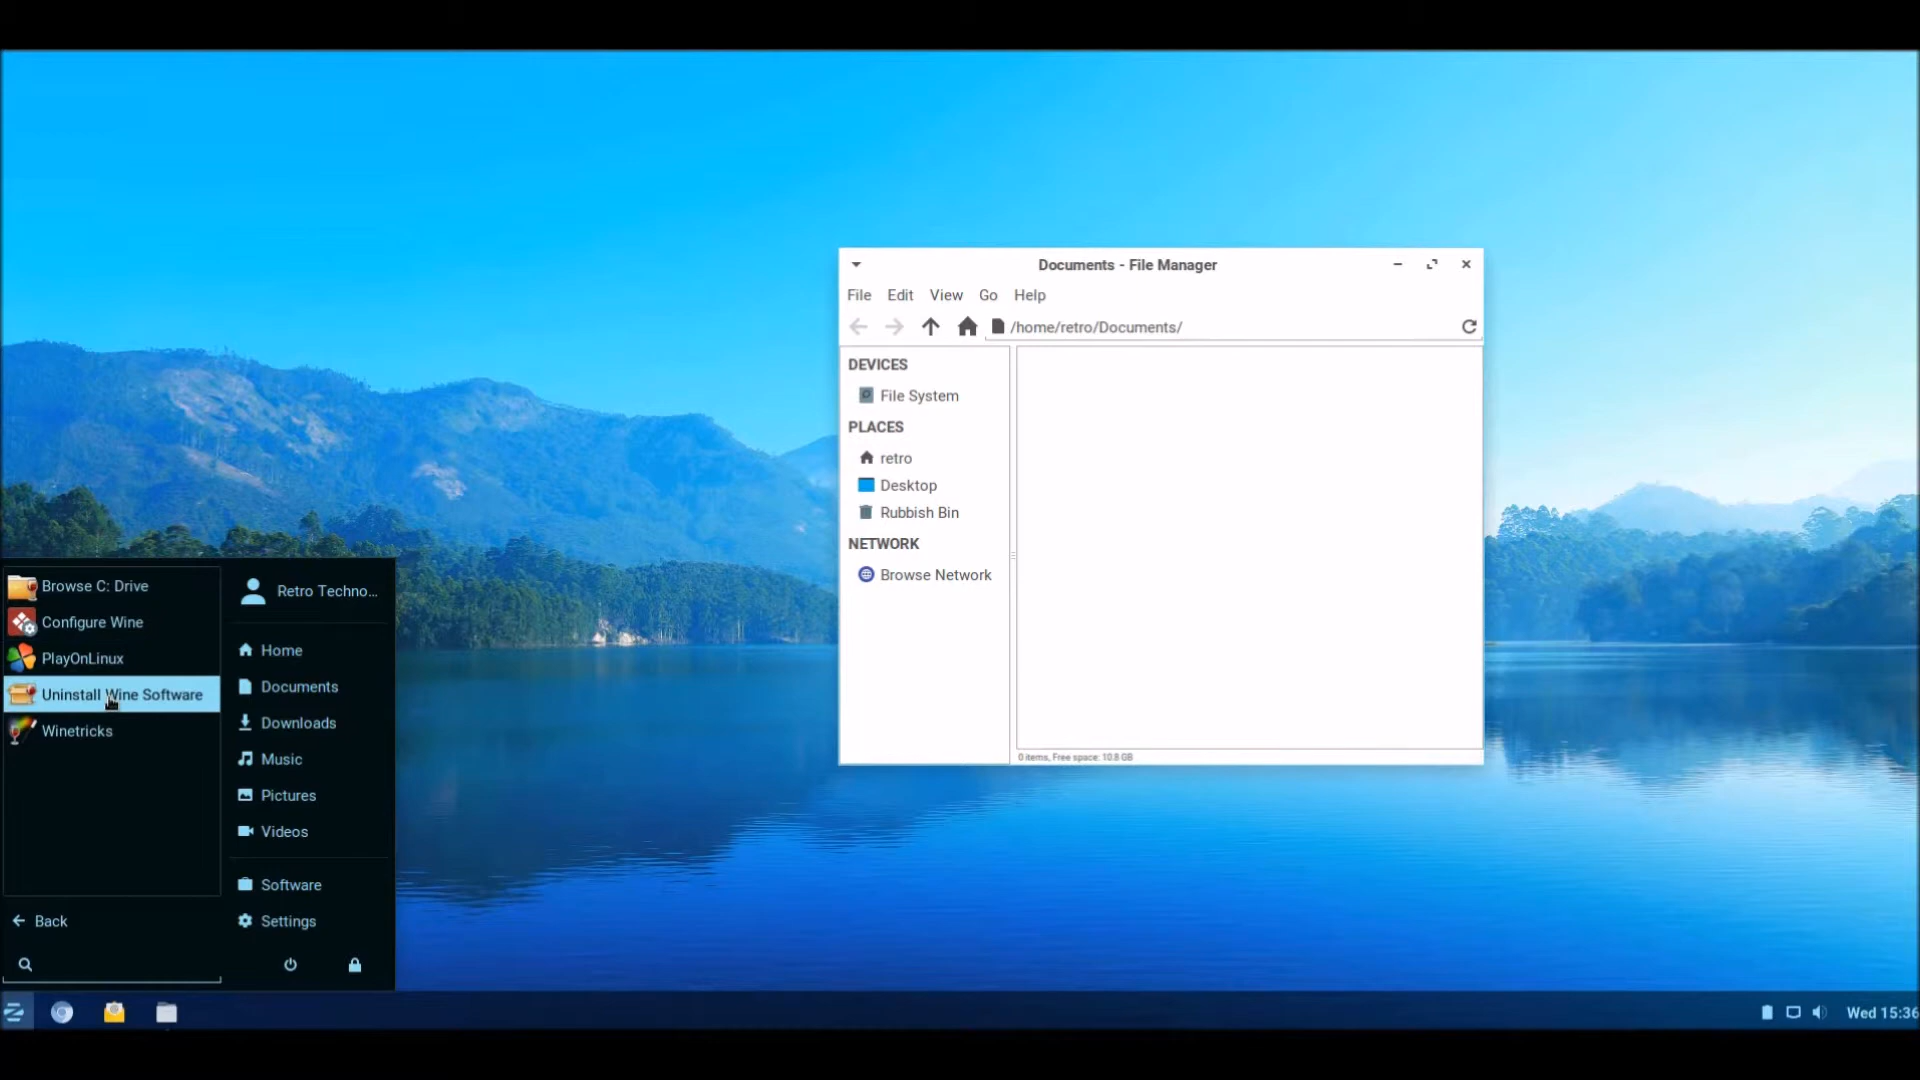 Documents - File Manager
File Edit View Go Help
/home/retro/Documents/
DEVICES
File System
PLACES
retro
Desktop
Rubbish Bin
NETWORK
Browse Network
0 items, Free space: 10.8 GB
Browse C: Drive
Configure Wine
PlayOnLinux
Uninstall Wine Software
Winetricks
Back
Retro Techno...
Home
Documents
Downloads
Music
Pictures
Videos
Software
Settings
Wed 15:36